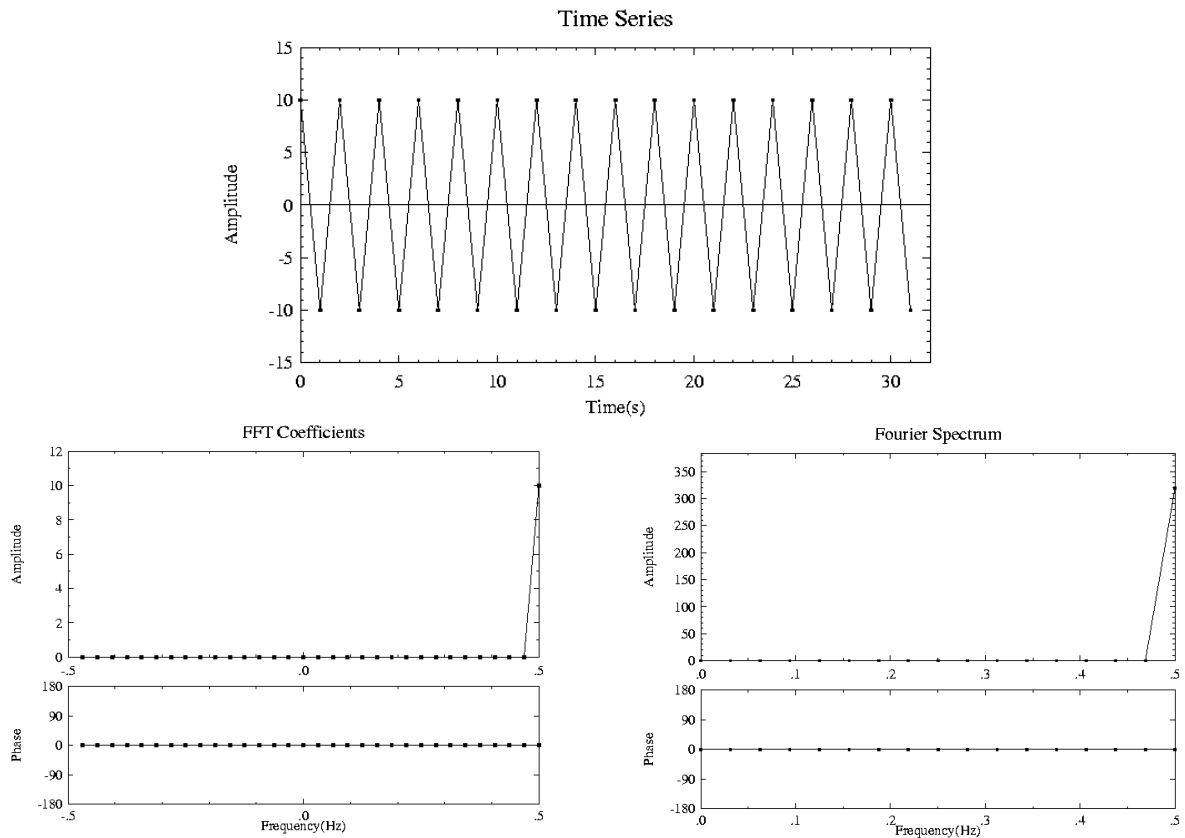 Time Series
15
10
5
0
-5
-10
-15
Amplitude
0 5 10 15 20 25 30
Time(s)
FFT Coefficients
12
10
8
6
4
2
0
Amplitude
-.5 .0 .5
180
90
0
-90
-180
Phase
-.5 .0 .5
Frequency(Hz)
Fourier Spectrum
350
300
250
200
150
100
50
0
Amplitude
.0 .1 .2 .3 .4 .5
180
90
0
-90
-180
Phase
.0 .1 .2 .3 .4 .5
Frequency(Hz)